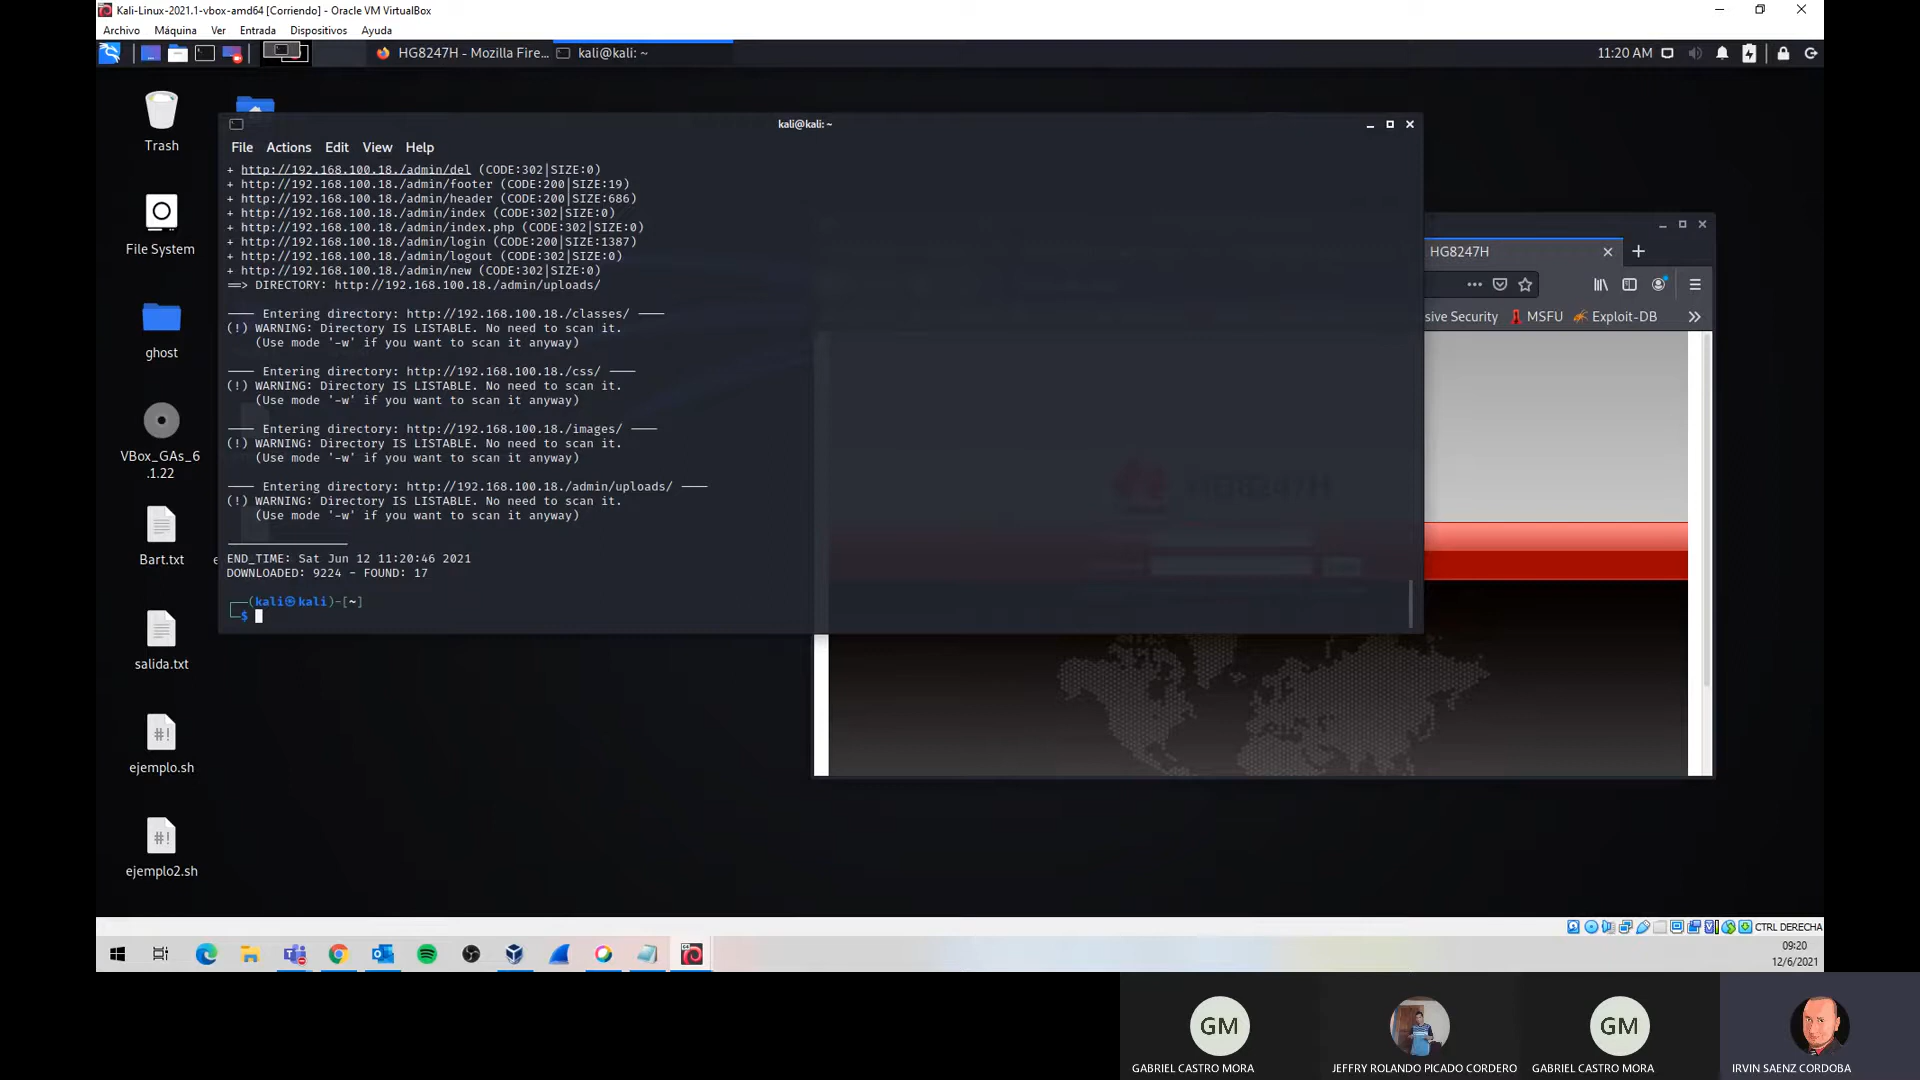 Kali-Linux-2021.1-vbox-amd64 [Corriendo] - Oracle VM VirtualBox
Archivo Máquina Ver Entrada Dispositivos Ayuda
HG8247H - Mozilla Fire... kali@kali: ~
11:20 AM
Trash
File System
ghost
VBox_GAs_6
.1.22
Bart.txt
salida.txt
ejemplo.sh
ejemplo2.sh
kali@kali: ~
File Actions Edit View Help
+ http://192.168.100.18./admin/del (CODE:302|SIZE:0)
+ http://192.168.100.18./admin/footer (CODE:200|SIZE:19)
+ http://192.168.100.18./admin/header (CODE:200|SIZE:686)
+ http://192.168.100.18./admin/index (CODE:302|SIZE:0)
+ http://192.168.100.18./admin/index.php (CODE:302|SIZE:0)
+ http://192.168.100.18./admin/login (CODE:200|SIZE:1387)
+ http://192.168.100.18./admin/logout (CODE:302|SIZE:0)
+ http://192.168.100.18./admin/new (CODE:302|SIZE:0)
==> DIRECTORY: http://192.168.100.18./admin/uploads/
---- Entering directory: http://192.168.100.18./classes/ ----
(!) WARNING: Directory IS LISTABLE. No need to scan it.
(Use mode '-w' if you want to scan it anyway)
---- Entering directory: http://192.168.100.18./css/ ----
(!) WARNING: Directory IS LISTABLE. No need to scan it.
(Use mode '-w' if you want to scan it anyway)
---- Entering directory: http://192.168.100.18./images/ ----
(!) WARNING: Directory IS LISTABLE. No need to scan it.
(Use mode '-w' if you want to scan it anyway)
---- Entering directory: http://192.168.100.18./admin/uploads/ ----
(!) WARNING: Directory IS LISTABLE. No need to scan it.
(Use mode '-w' if you want to scan it anyway)
-----------------
END_TIME: Sat Jun 12 11:20:46 2021
DOWNLOADED: 9224 - FOUND: 17
┌──(kali㉿kali)-[~]
└─$
HG8247H
sive Security MSFU Exploit-DB
HG8247H
CTRL DERECHA
09:20
12/6/2021
GM
GM
GABRIEL CASTRO MORA
JEFFRY ROLANDO PICADO CORDERO
GABRIEL CASTRO MORA
IRVIN SAENZ CORDOBA